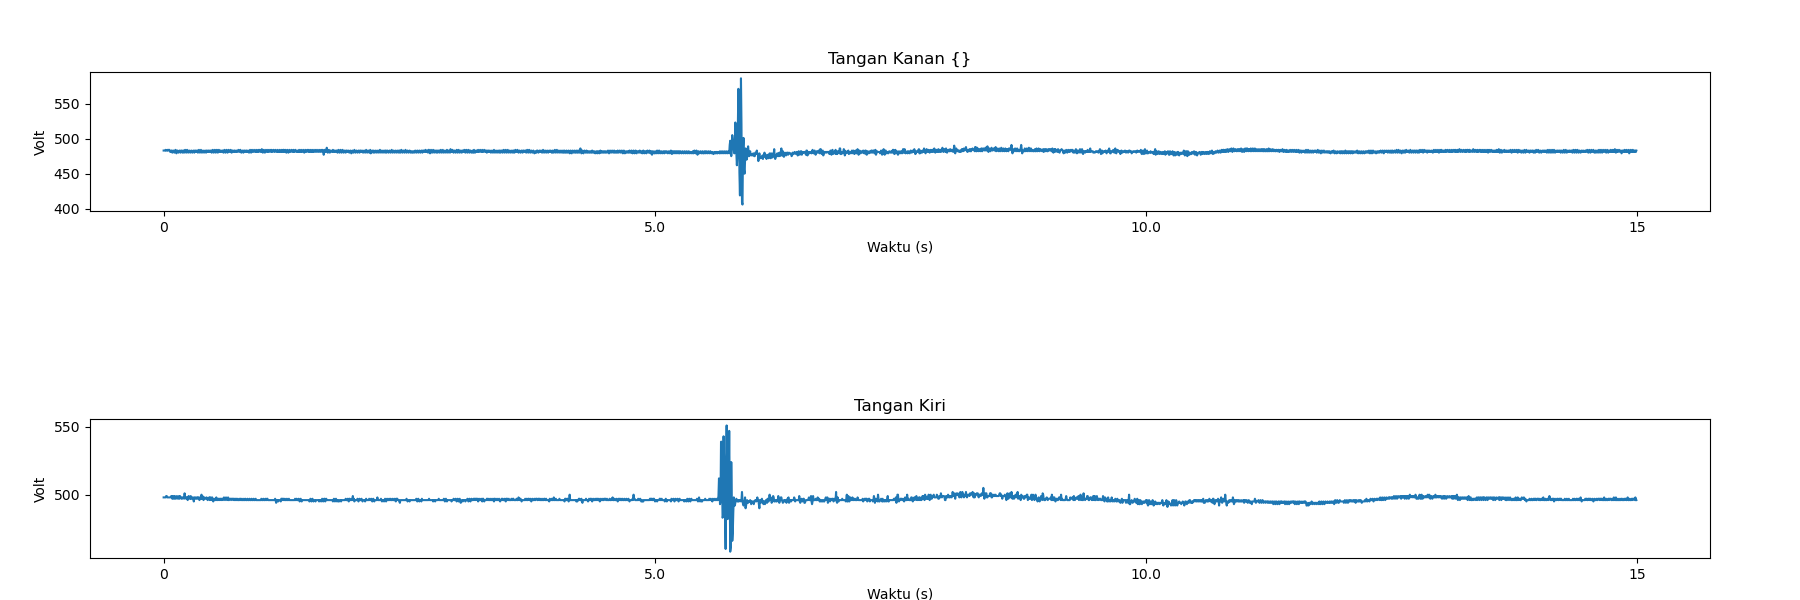 Tangan Kanan {}
Volt
550
500
450
400
0 5.0 10.0 15
Waktu (s)
Tangan Kiri
Volt
550
500
0 5.0 10.0 15
Waktu (s)